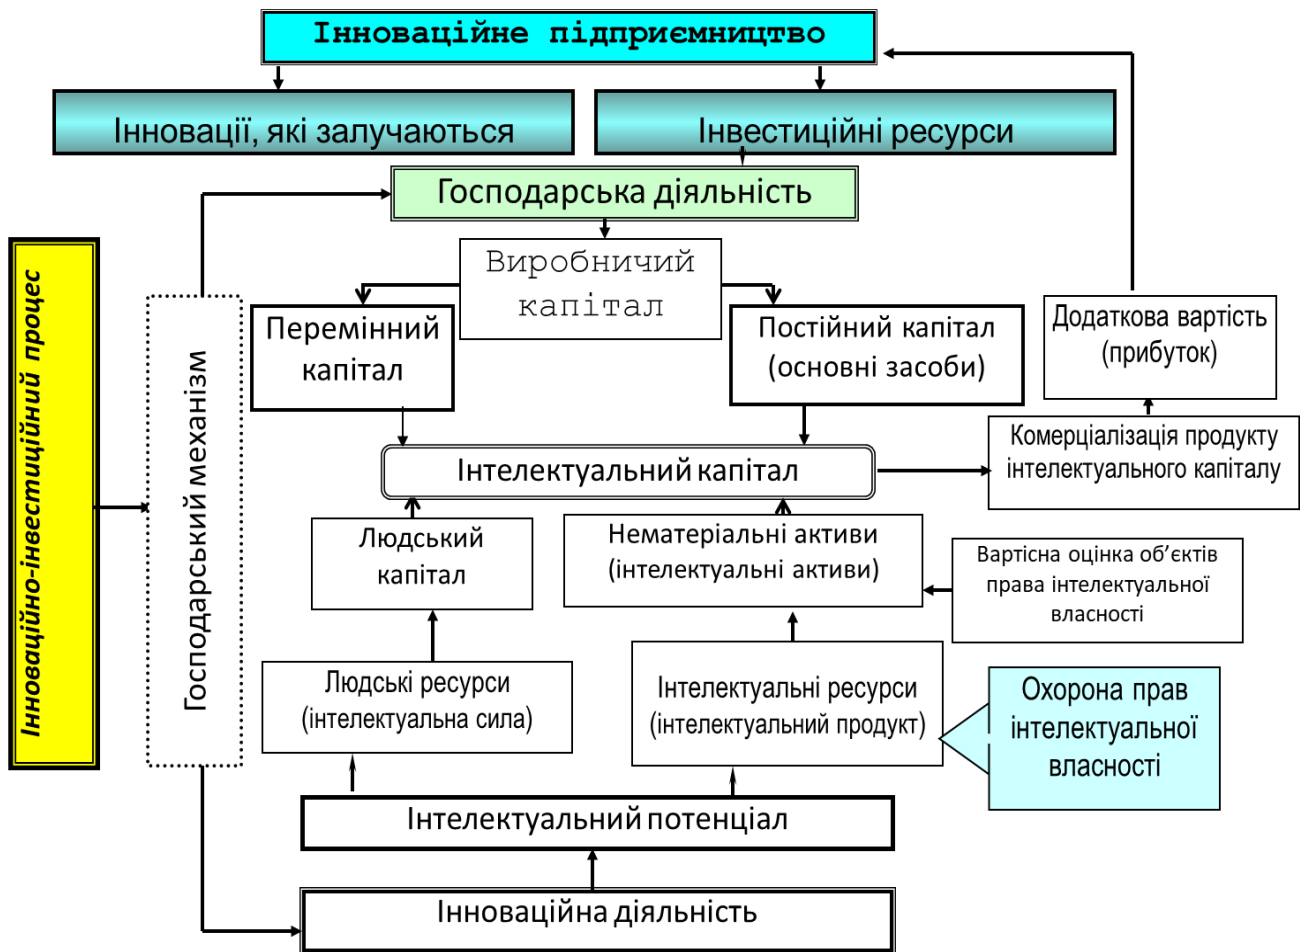 Інноваційне підприємництво
Інновації, які залучаються
Інвестиційні ресурси
Господарська діяльність
Виробничий
капітал
Перемінний
капітал
Постійний капітал
(основні засоби)
Додаткова вартість
(прибуток)
Інноваційно-інвестиційний процес
Господарський механізм
Інтелектуальний капітал
Комерціалізація продукту
інтелектуального капіталу
Людський
капітал
Нематеріальні активи
(інтелектуальні активи)
Вартісна оцінка об’єктів
права інтелектуальної
власності
Людські ресурси
(інтелектуальна сила)
Інтелектуальні ресурси
(інтелектуальний продукт)
Охорона прав
інтелектуальної
власності
Інтелектуальний потенціал
Інноваційна діяльність